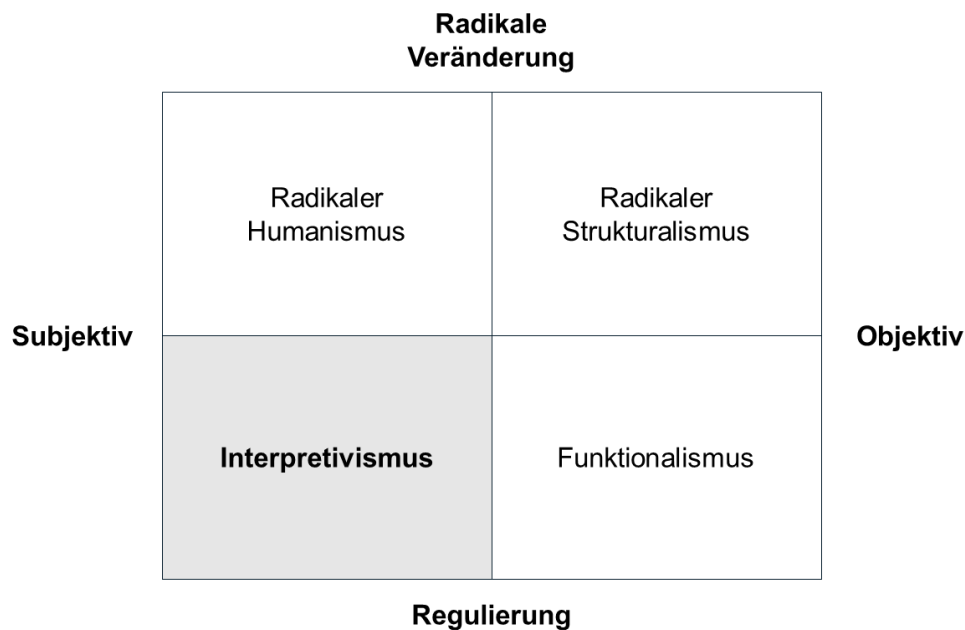 Radikale
Veränderung
Radikaler
Humanismus
Radikaler
Strukturalismus
Subjektiv
Objektiv
Interpretivismus
Funktionalismus
Regulierung